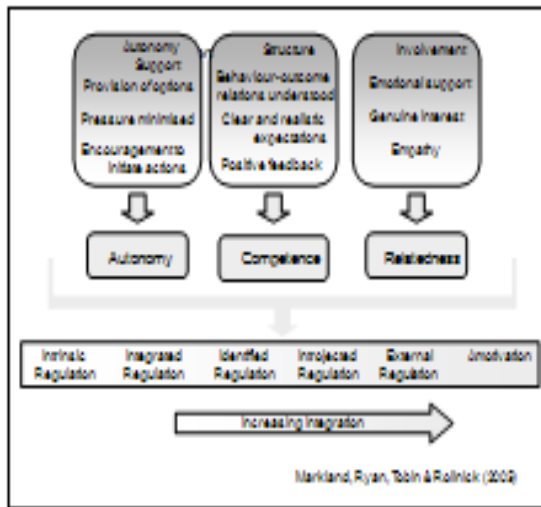 Autonomy
Support
Provision of options
Pressure minimised
Encouragement to
initiate actions
Structure
Behaviour-outcome
relations understood
Clear and realistic
expectations
Positive feedback
Involvement
Emotional support
Genuine interest
Empathy
Autonomy
Competence
Relatedness
Intrinsic
Regulation
Integrated
Regulation
Identified
Regulation
Introjected
Regulation
External
Regulation
Amotivation
Increasing integration
Markland, Ryan, Tobin & Rollnick